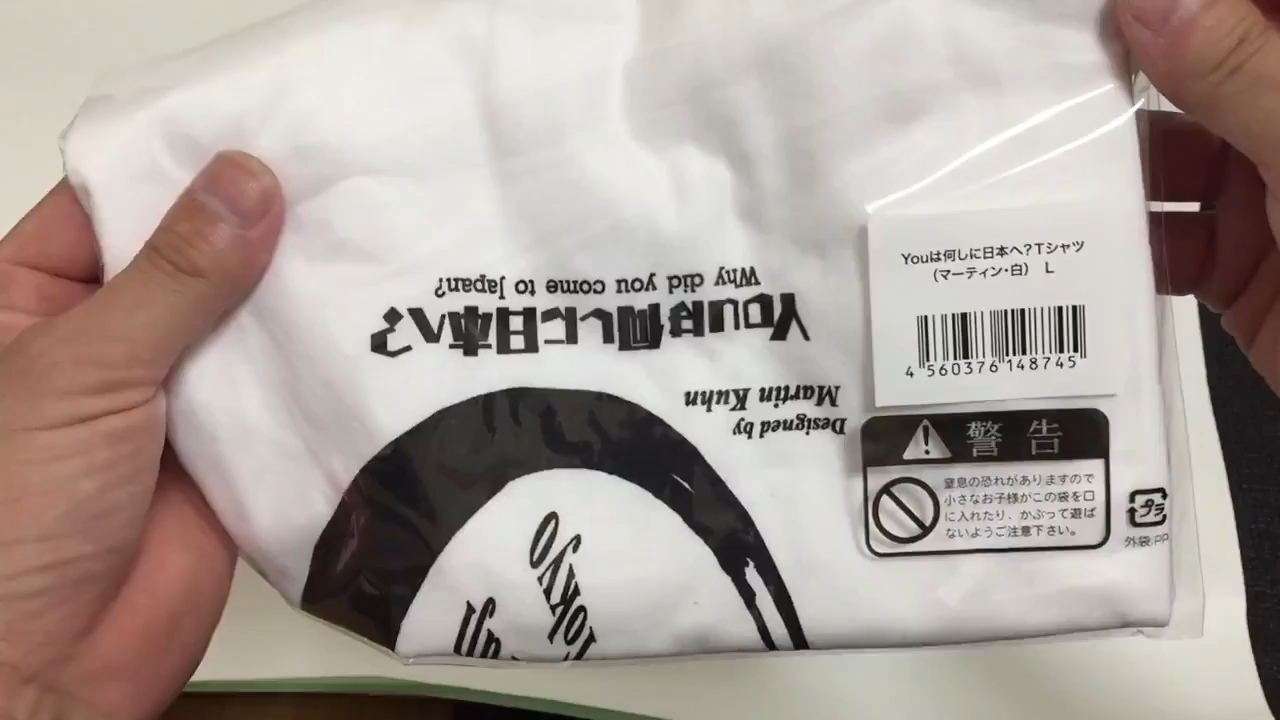 Youは何しに日本へ?Tシャツ
(マーティン・白) L
4 560376 148745
警告
窒息の恐れがありますので
小さなお子様がこの袋を口
に入れたり、かぶって遊ば
ないようご注意下さい。
プラ
外袋:PP
Designed by
Martin Kuhn
YOUは何しに日本へ?
Why did you come to Japan?
Tokyo